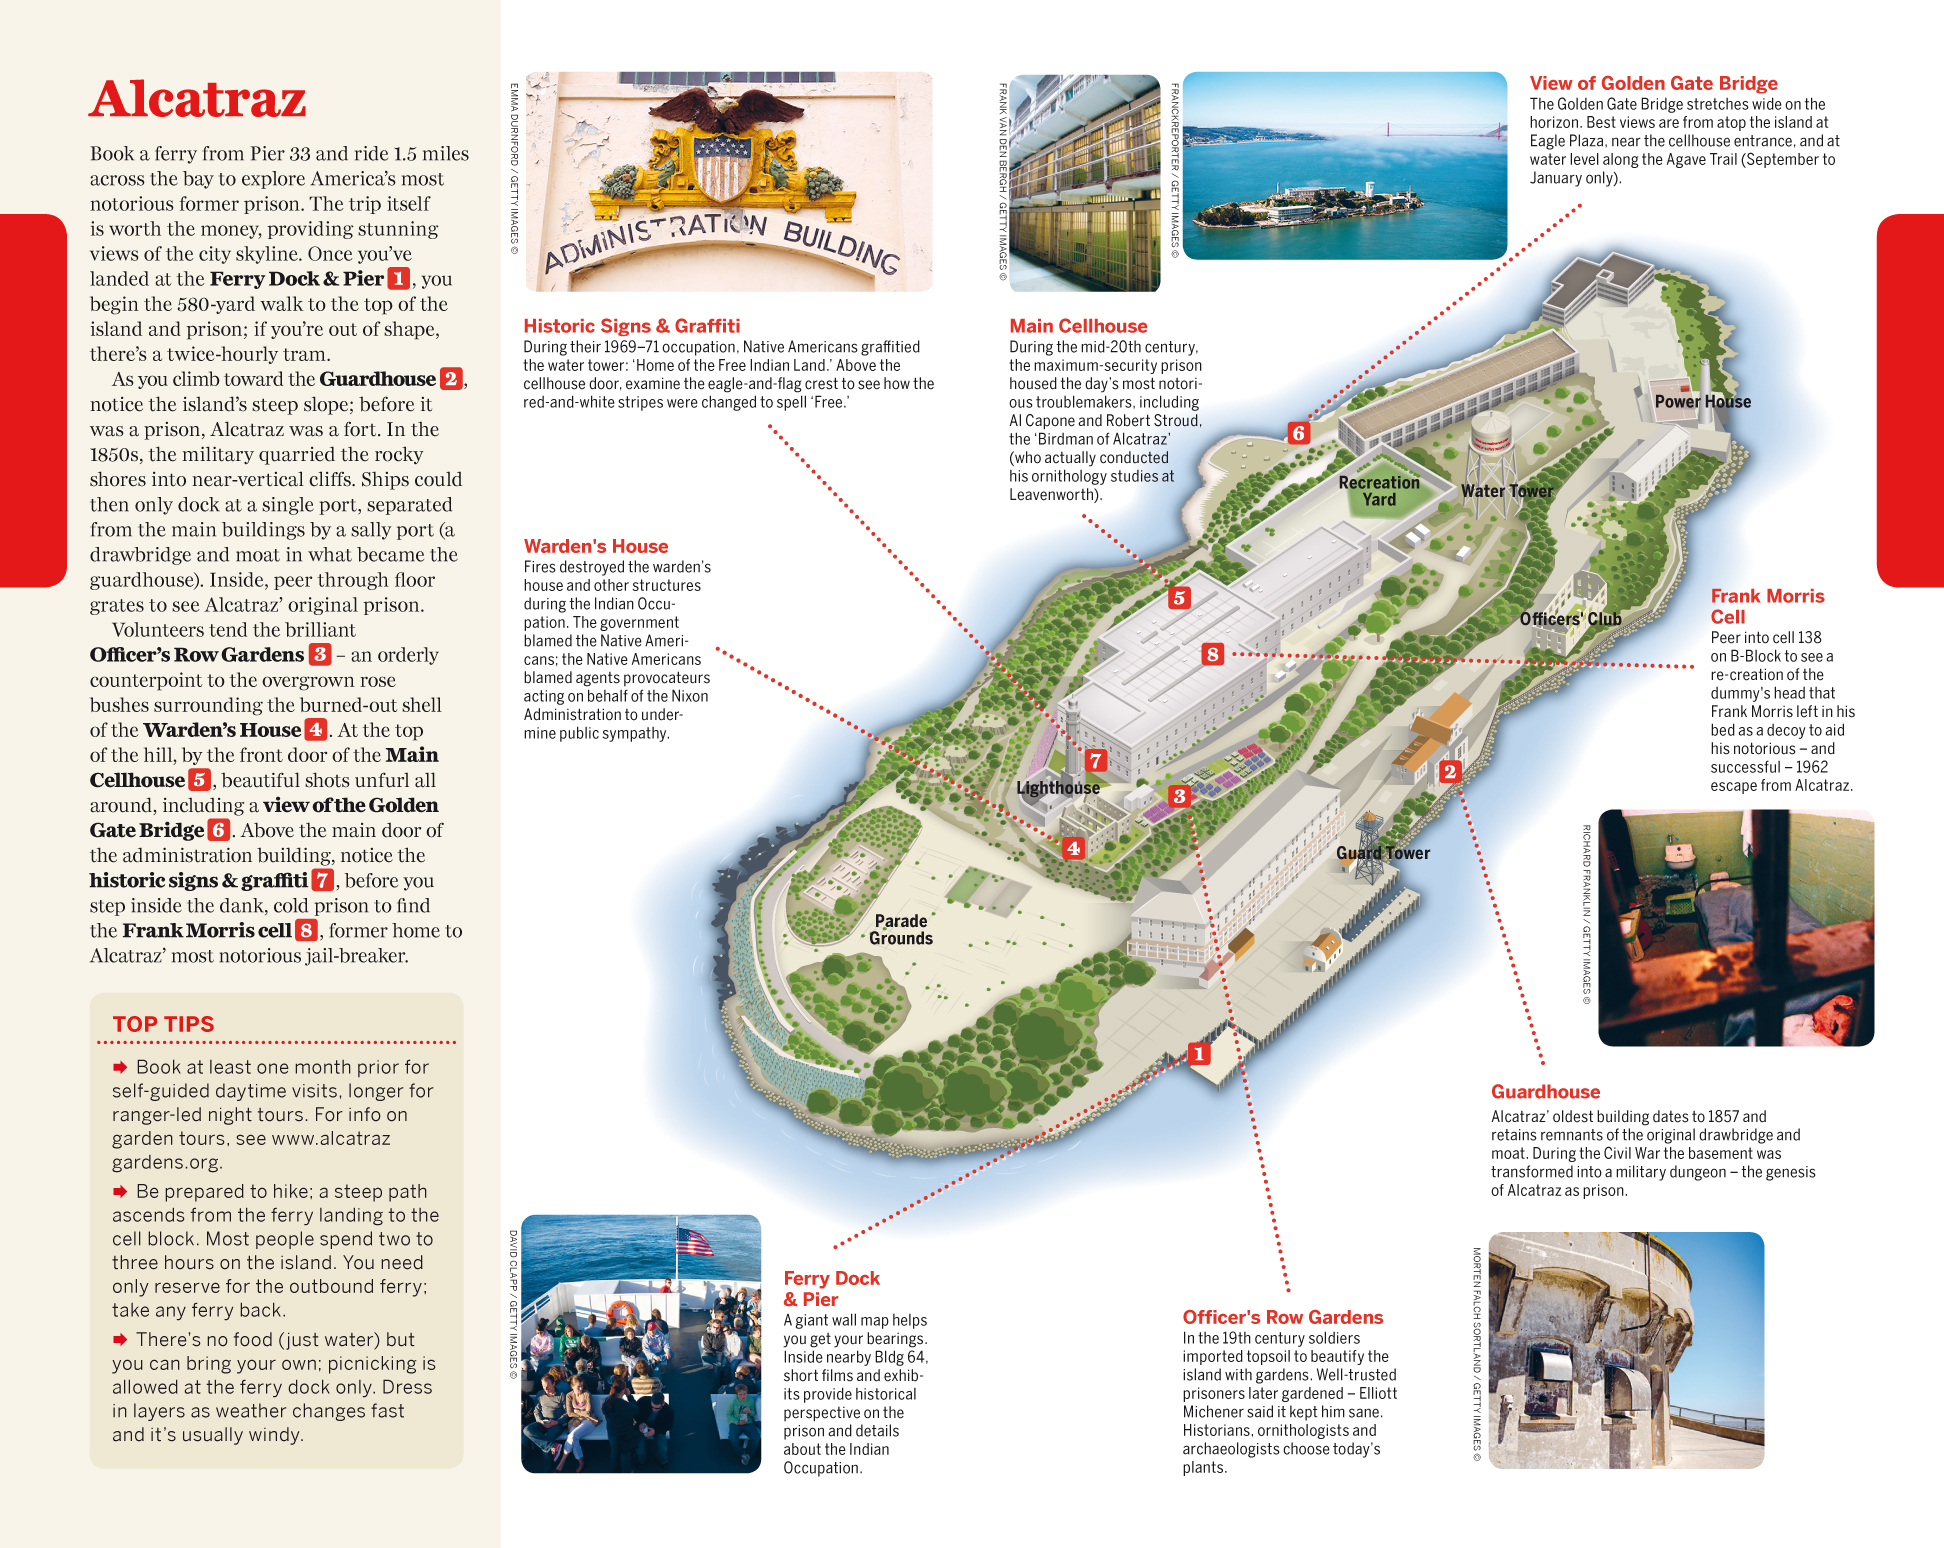 Alcatraz
Book a ferry from Pier 33 and ride 1.5 miles
across the bay to explore America's most
notorious former prison. The trip itself
is worth the money, providing stunning
views of the city skyline. Once you've
landed at the Ferry Dock & Pier 1, you
begin the 580-yard walk to the top of the
island and prison; if you're out of shape,
there's a twice-hourly tram.
As you climb toward the Guardhouse 2,
notice the island's steep slope; before it
was a prison, Alcatraz was a fort. In the
1850s, the military quarried the rocky
shores into near-vertical cliffs. Ships could
then only dock at a single port, separated
from the main buildings by a sally port (a
drawbridge and moat in what became the
guardhouse). Inside, peer through floor
grates to see Alcatraz' original prison.
Volunteers tend the brilliant
Officer's Row Gardens 3 – an orderly
counterpoint to the overgrown rose
bushes surrounding the burned-out shell
of the Warden's House 4. At the top
of the hill, by the front door of the Main
Cellhouse 5, beautiful shots unfurl all
around, including a view of the Golden
Gate Bridge 6. Above the main door of
the administration building, notice the
historic signs & graffiti 7, before you
step inside the dank, cold prison to find
the Frank Morris cell 8, former home to
Alcatraz' most notorious jail-breaker.
TOP TIPS
➡ Book at least one month prior for
self-guided daytime visits, longer for
ranger-led night tours. For info on
garden tours, see www.alcatraz
gardens.org.
➡ Be prepared to hike; a steep path
ascends from the ferry landing to the
cell block. Most people spend two to
three hours on the island. You need
only reserve for the outbound ferry;
take any ferry back.
➡ There's no food (just water) but
you can bring your own; picnicking is
allowed at the ferry dock only. Dress
in layers as weather changes fast
and it's usually windy.
EMMA DURNFORD / GETTY IMAGES ©
ADMINISTRATION BUILDING
Historic Signs & Graffiti
During their 1969–71 occupation, Native Americans graffitied
the water tower: 'Home of the Free Indian Land.' Above the
cellhouse door, examine the eagle-and-flag crest to see how the
red-and-white stripes were changed to spell 'Free.'
Warden's House
Fires destroyed the warden's
house and other structures
during the Indian Occu-
pation. The government
blamed the Native Ameri-
cans; the Native Americans
blamed agents provocateurs
acting on behalf of the Nixon
Administration to under-
mine public sympathy.
FRANK VAN DEN BERGH / GETTY IMAGES ©
Main Cellhouse
During the mid-20th century,
the maximum-security prison
housed the day's most notori-
ous troublemakers, including
Al Capone and Robert Stroud,
the 'Birdman of Alcatraz'
(who actually conducted
his ornithology studies at
Leavenworth).
FRANCKREPORTER / GETTY IMAGES ©
View of Golden Gate Bridge
The Golden Gate Bridge stretches wide on the
horizon. Best views are from atop the island at
Eagle Plaza, near the cellhouse entrance, and at
water level along the Agave Trail (September to
January only).
Power House
6
Recreation
Yard
Water Tower
5
Officers' Club
8
7
Lighthouse
3
2
4
Guard Tower
Parade
Grounds
1
Frank Morris
Cell
Peer into cell 138
on B-Block to see a
re-creation of the
dummy's head that
Frank Morris left in his
bed as a decoy to aid
his notorious – and
successful – 1962
escape from Alcatraz.
RICHARD FRANKLIN / GETTY IMAGES ©
Guardhouse
Alcatraz' oldest building dates to 1857 and
retains remnants of the original drawbridge and
moat. During the Civil War the basement was
transformed into a military dungeon – the genesis
of Alcatraz as prison.
MORTEN FALCH SORTLAND / GETTY IMAGES ©
DAVID CLAPP / GETTY IMAGES ©
Ferry Dock
& Pier
A giant wall map helps
you get your bearings.
Inside nearby Bldg 64,
short films and exhib-
its provide historical
perspective on the
prison and details
about the Indian
Occupation.
Officer's Row Gardens
In the 19th century soldiers
imported topsoil to beautify the
island with gardens. Well-trusted
prisoners later gardened – Elliott
Michener said it kept him sane.
Historians, ornithologists and
archaeologists choose today's
plants.